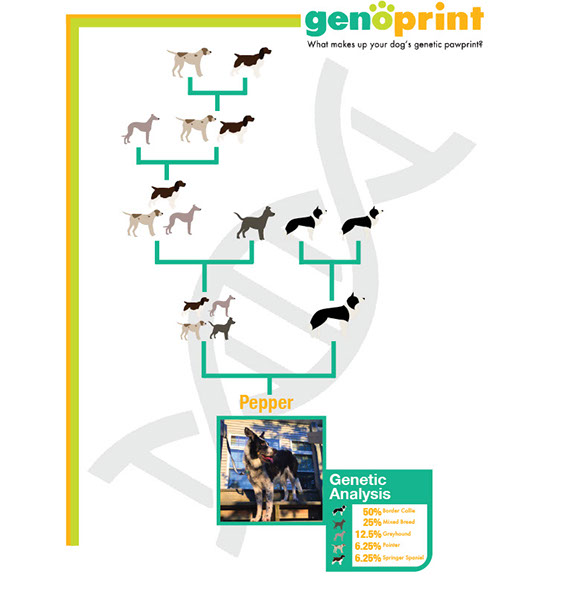 genoprint
What makes up your dog's genetic pawprint?
Pepper
Genetic
Analysis
50% Border Collie
25% Mixed Breed
12.5% Greyhound
6.25% Pointer
6.25% Springer Spaniel